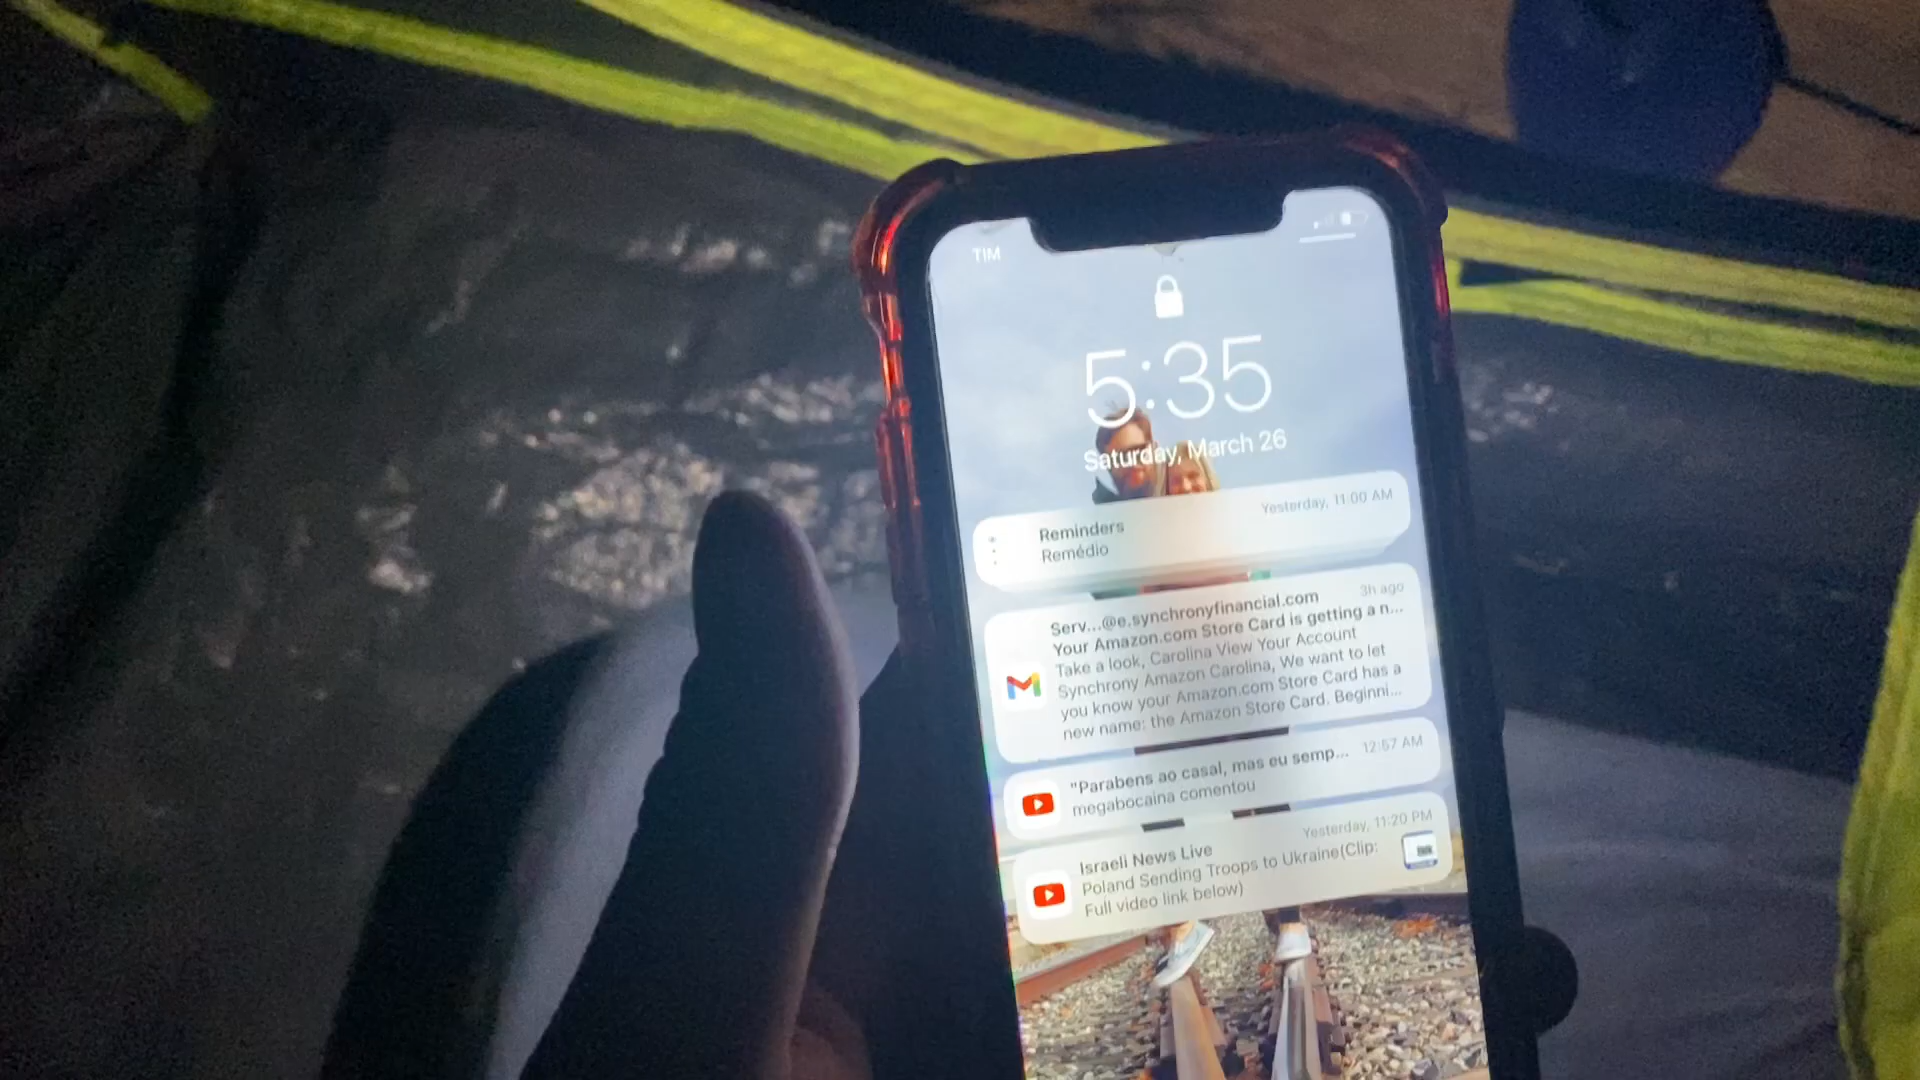 TIM
5:35
Saturday, March 26
Yesterday, 11:00 AM
Reminders
Remédio
3h ago
Serv...@e.synchronyfinancial.com
Your Amazon.com Store Card is getting a n...
Take a look, Carolina View Your Account
Synchrony Amazon Carolina, We want to let
you know your Amazon.com Store Card has a
new name: the Amazon Store Card. Beginni...
"Parabens ao casal, mas eu semp... 12:57 AM
megabocaina comentou
Yesterday, 11:20 PM
Israeli News Live
Poland Sending Troops to Ukraine(Clip:
Full video link below)